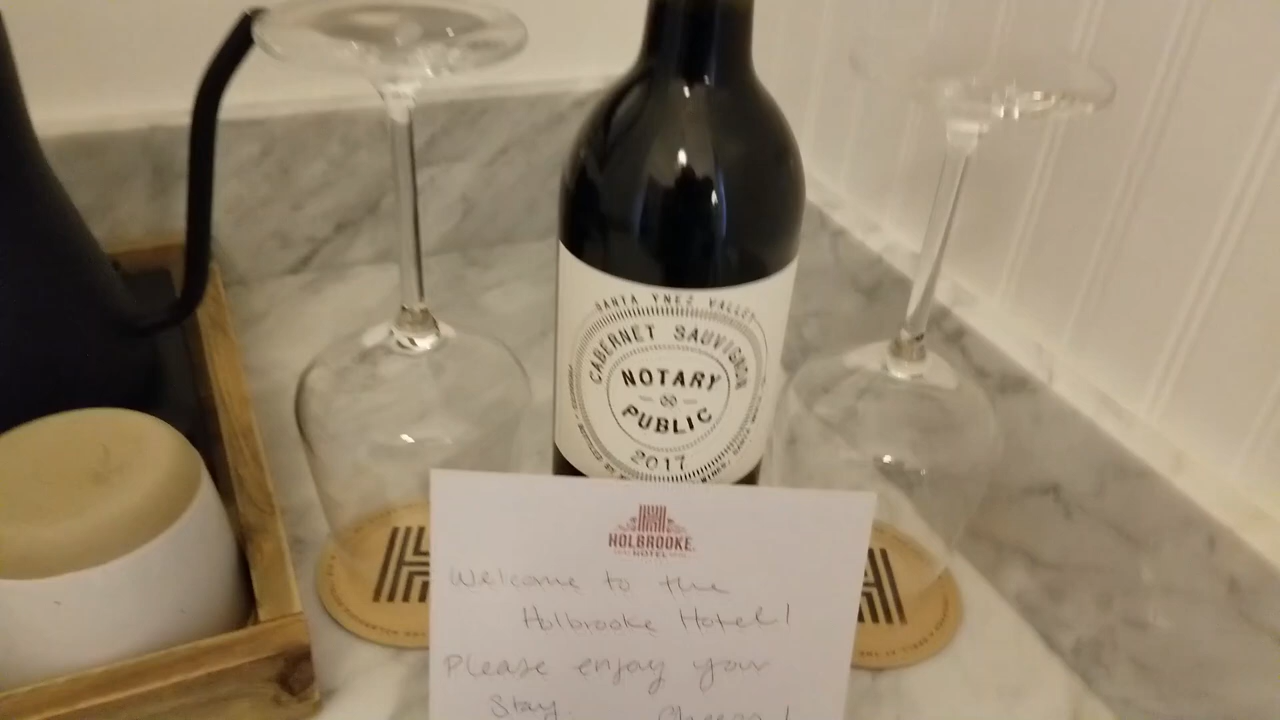 SANTA YNEZ VALLEY
CABERNET SAUVIGNON
NOTARY
PUBLIC
2017
HOLBROOKE
HOTEL
Welcome to the
Holbrooke Hotel!
Please enjoy your
Stay. Cheers!